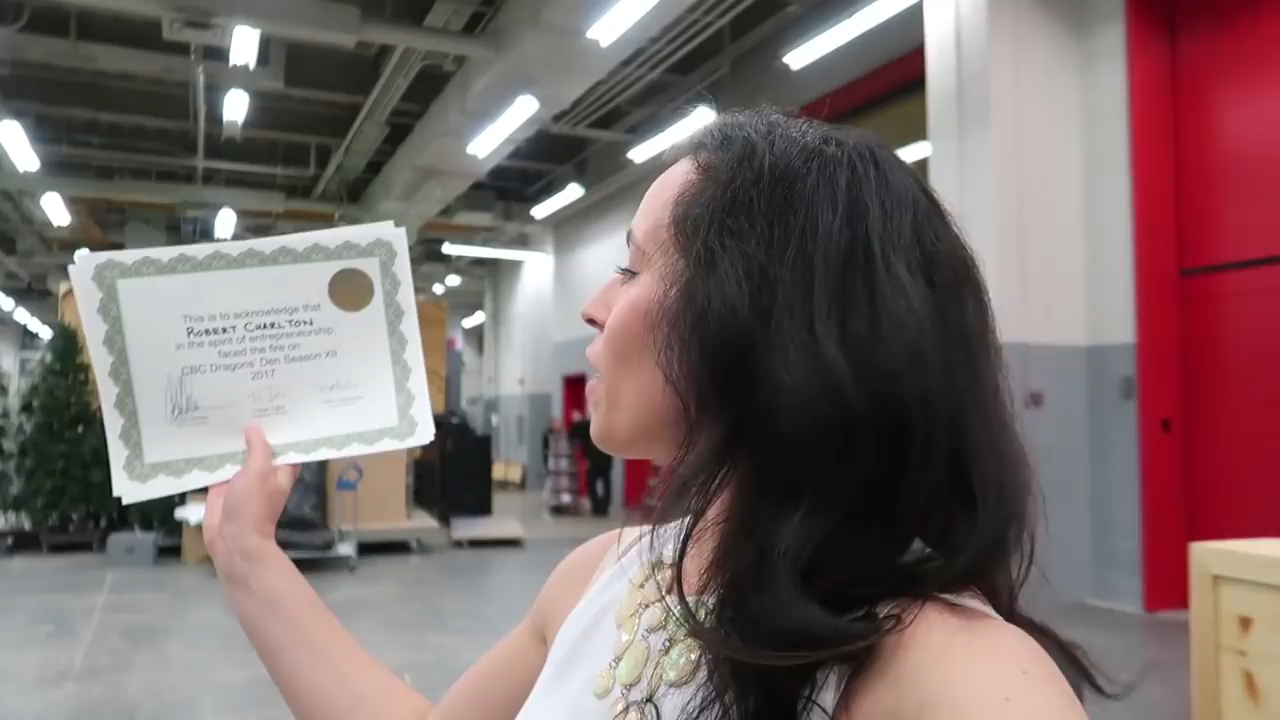 This is to acknowledge that
ROBERT CHARLTON
in the spirit of entrepreneurship
faced the fire on
CBC Dragons' Den Season XII
2017